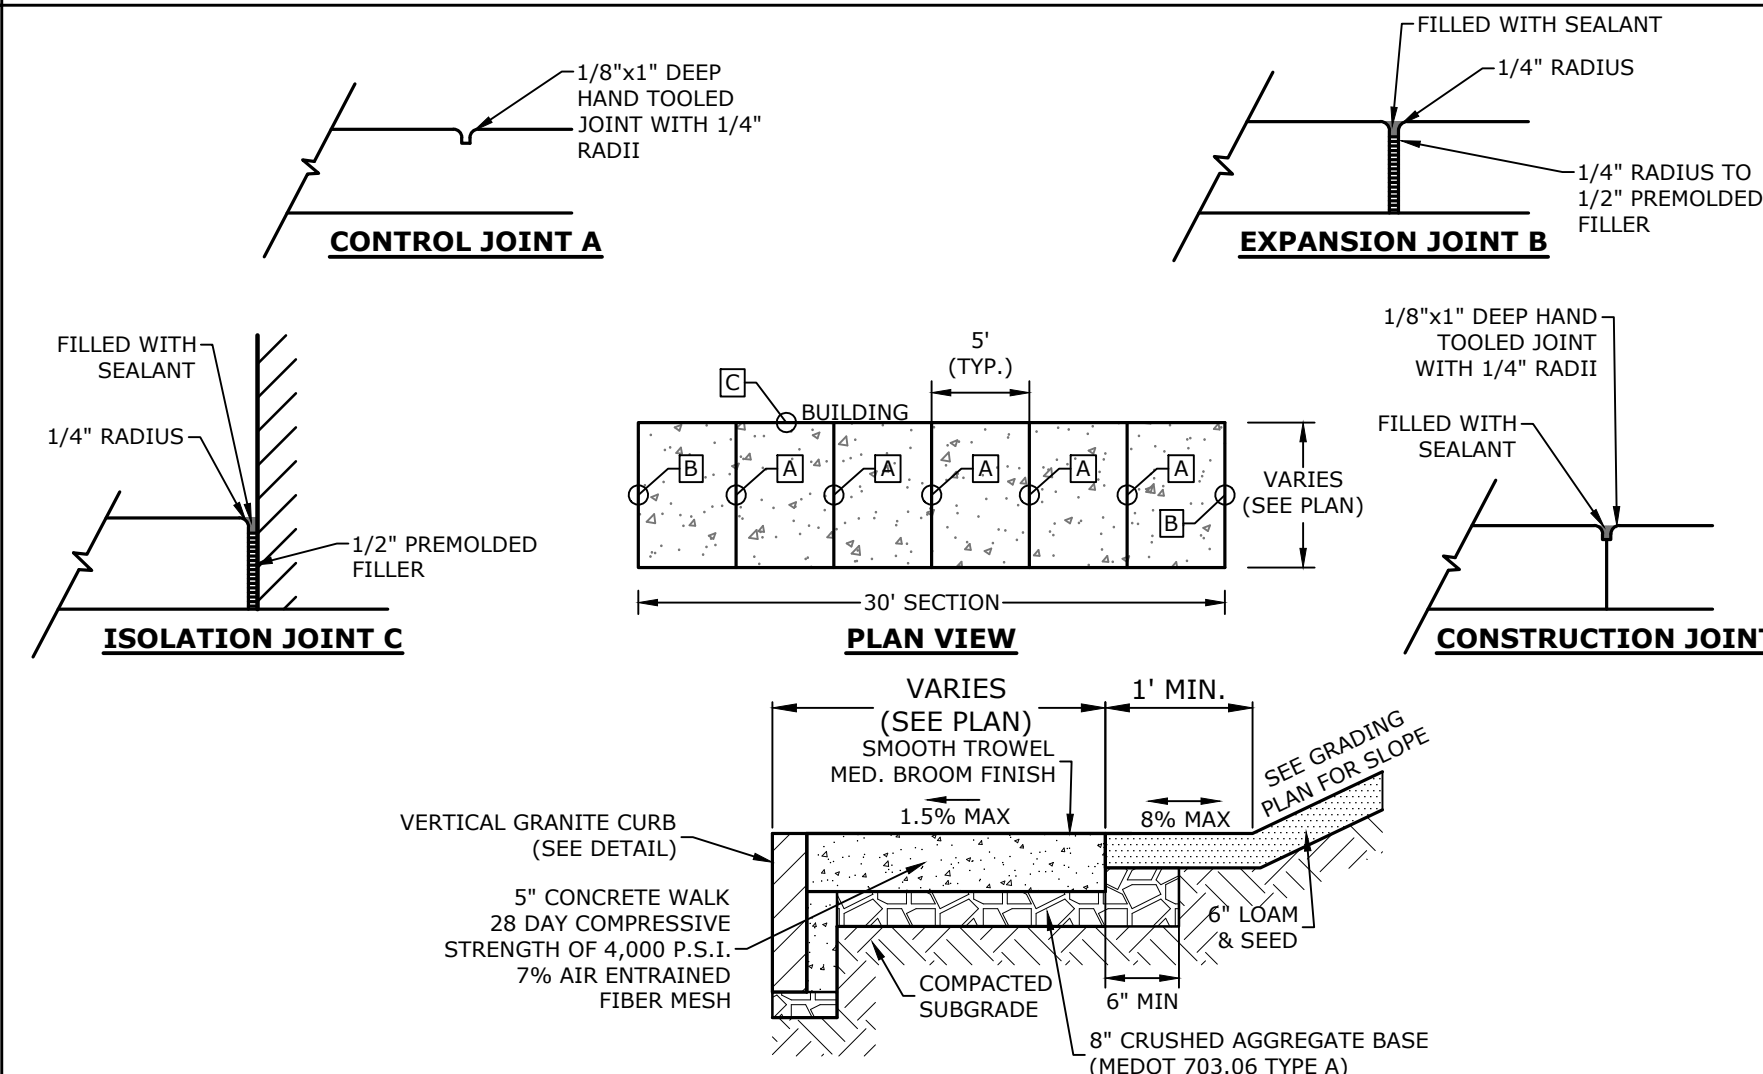 1/8"x1" DEEP
HAND TOOLED
JOINT WITH 1/4"
RADII
CONTROL JOINT A
FILLED WITH SEALANT
1/4" RADIUS
1/4" RADIUS TO
1/2" PREMOLDED
FILLER
EXPANSION JOINT B
FILLED WITH
SEALANT
1/4" RADIUS
1/2" PREMOLDED
FILLER
ISOLATION JOINT C
5'
(TYP.)
C
BUILDING
B
A
A
A
A
A
B
VARIES
(SEE PLAN)
30' SECTION
PLAN VIEW
1/8"x1" DEEP HAND
TOOLED JOINT
WITH 1/4" RADII
FILLED WITH
SEALANT
CONSTRUCTION JOINT
VARIES
(SEE PLAN)
1' MIN.
SMOOTH TROWEL
MED. BROOM FINISH
SEE GRADING
PLAN FOR SLOPE
1.5% MAX
8% MAX
VERTICAL GRANITE CURB
(SEE DETAIL)
5" CONCRETE WALK
28 DAY COMPRESSIVE
STRENGTH OF 4,000 P.S.I.
7% AIR ENTRAINED
FIBER MESH
6" LOAM
& SEED
COMPACTED
SUBGRADE
6" MIN
8" CRUSHED AGGREGATE BASE
(MEDOT 703.06 TYPE A)